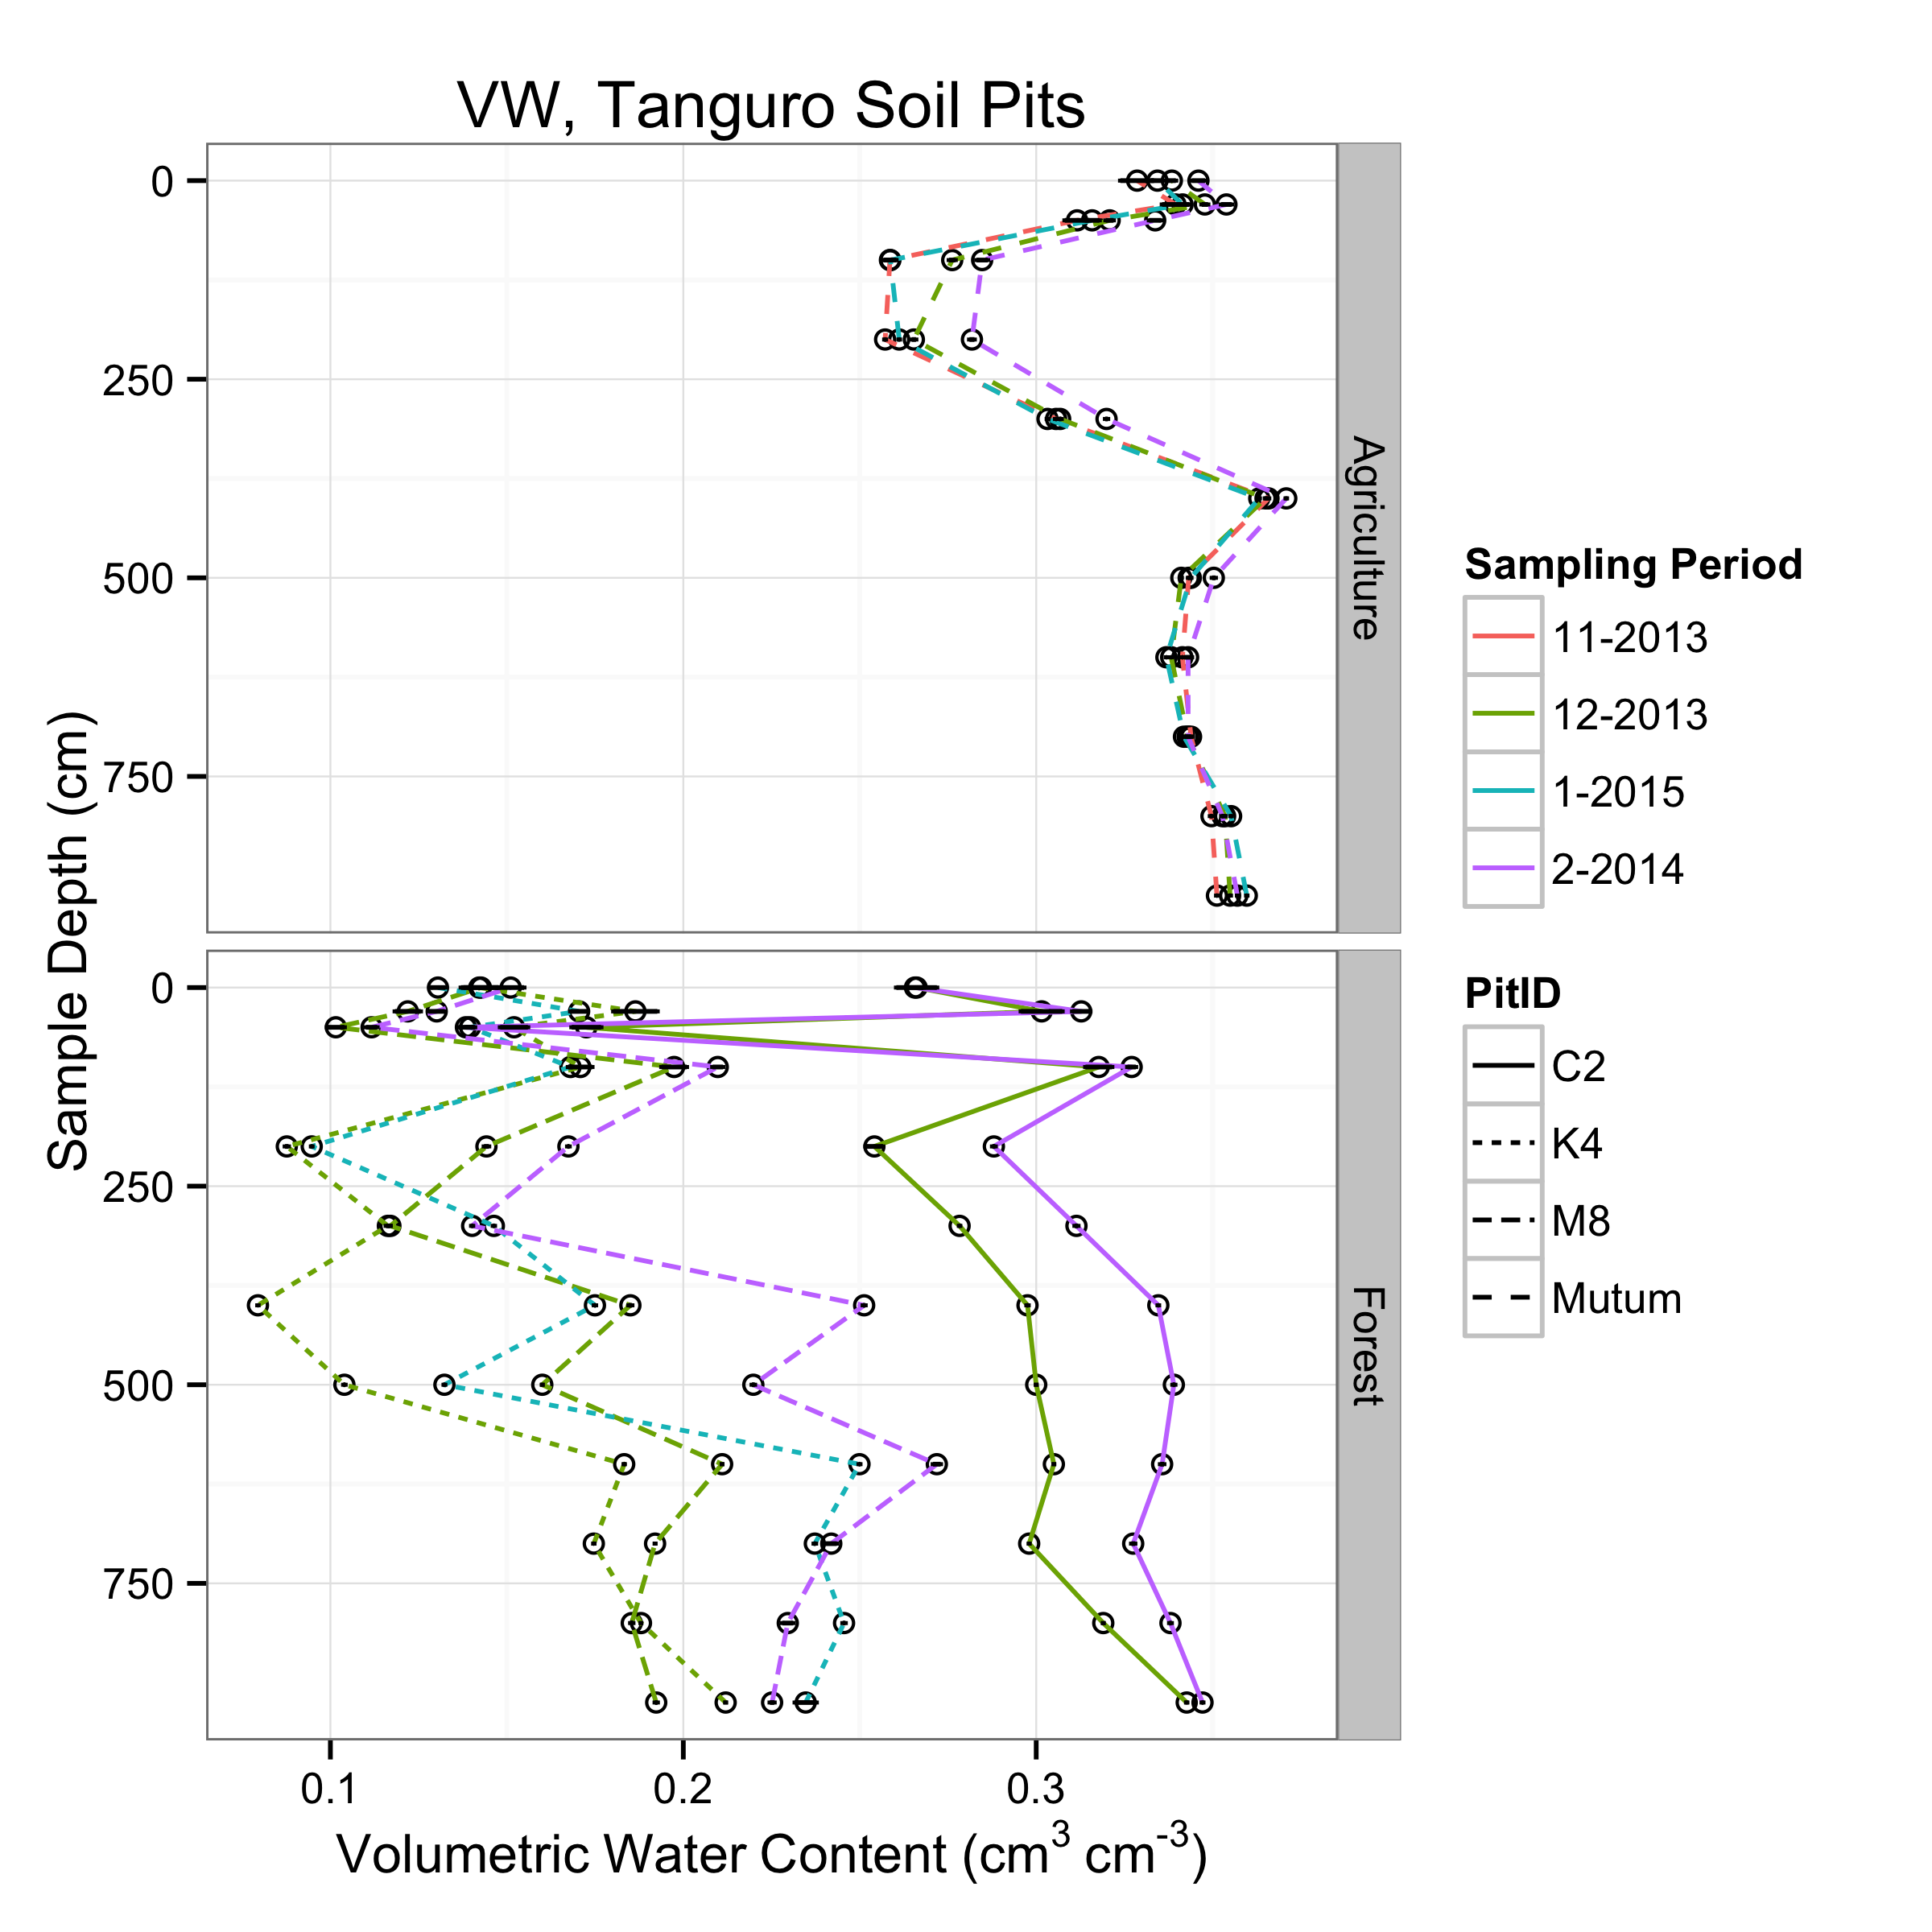 VW, Tanguro Soil Pits
Sample Depth (cm)
0
250
500
750
Agriculture
0
250
500
750
Forest
0.1
0.2
0.3
Volumetric Water Content (cm³ cm⁻³)
Sampling Period
11-2013
12-2013
1-2015
2-2014
PitID
C2
K4
M8
Mutum